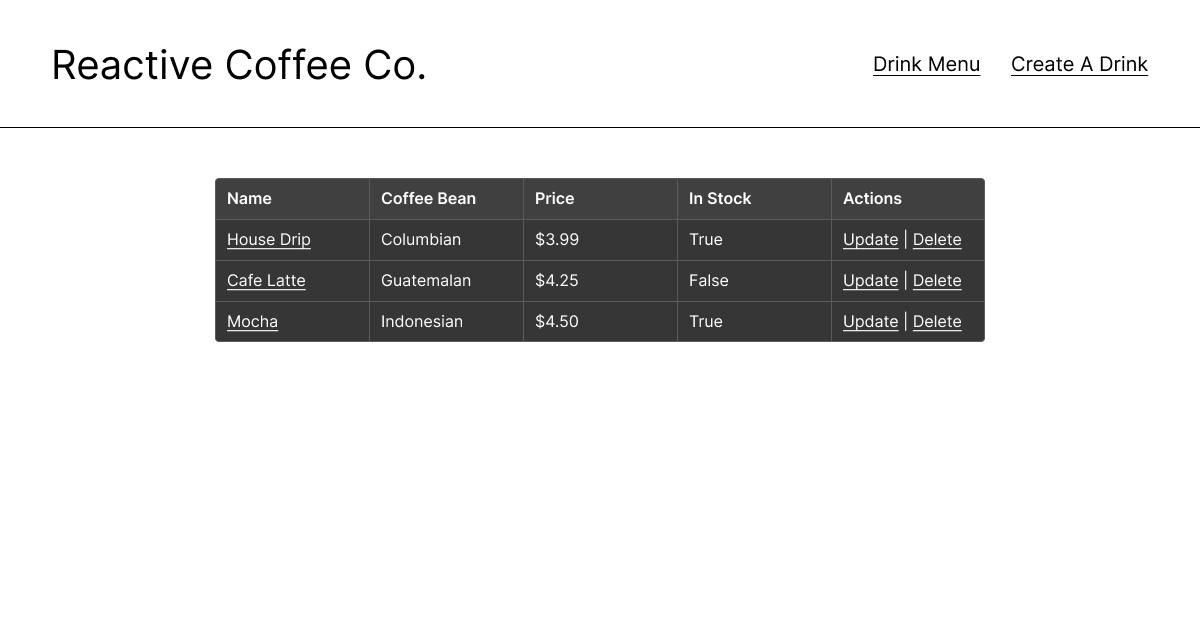 Reactive Coffee Co.
Drink Menu Create A Drink
Name Coffee Bean Price In Stock Actions
House Drip Columbian $3.99 True Update | Delete
Cafe Latte Guatemalan $4.25 False Update | Delete
Mocha Indonesian $4.50 True Update | Delete